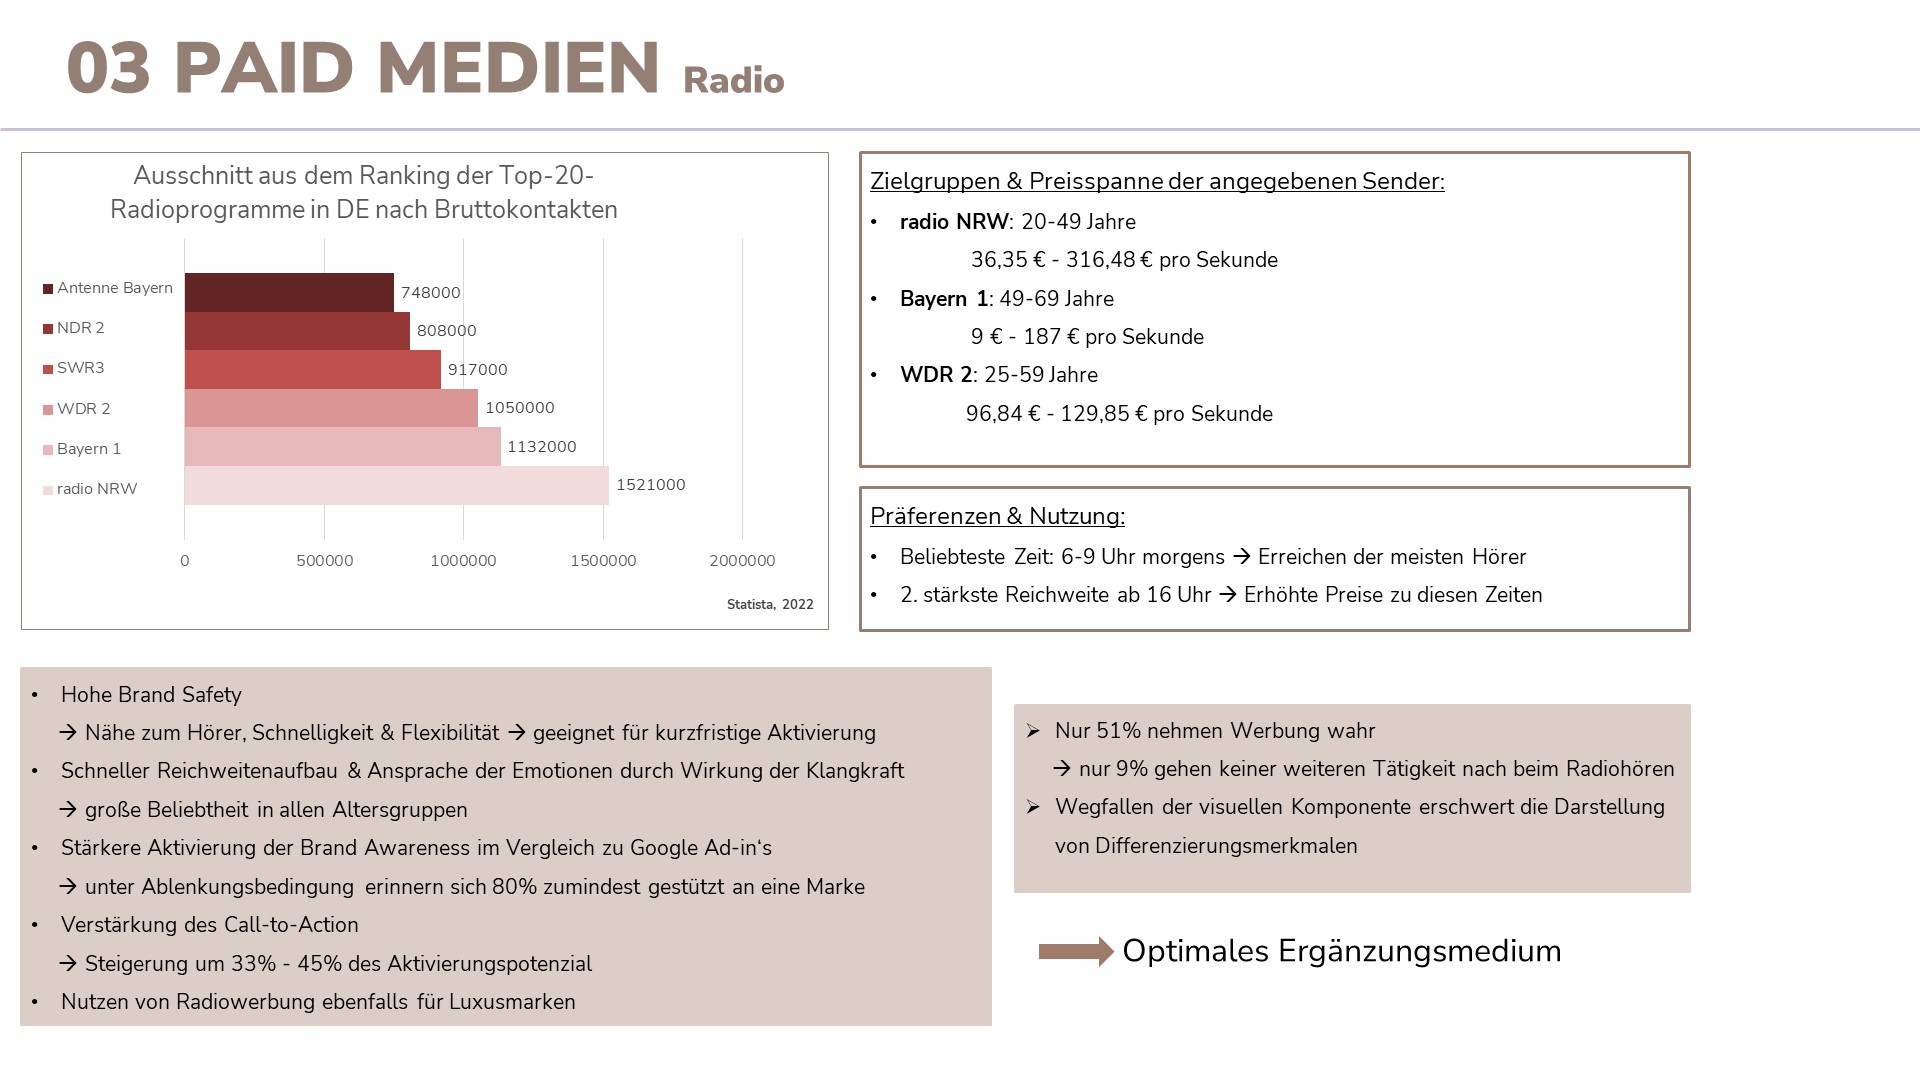 03 PAID MEDIEN Radio
Ausschnitt aus dem Ranking der Top-20-
Radioprogramme in DE nach Bruttokontakten
Antenne Bayern
748000
NDR 2
808000
SWR3
917000
WDR 2
1050000
Bayern 1
1132000
radio NRW
1521000
0 500000 1000000 1500000 2000000
Statista, 2022
Zielgruppen & Preisspanne der angegebenen Sender:
• radio NRW: 20-49 Jahre
36,35 € - 316,48 € pro Sekunde
• Bayern 1: 49-69 Jahre
9 € - 187 € pro Sekunde
• WDR 2: 25-59 Jahre
96,84 € - 129,85 € pro Sekunde
Präferenzen & Nutzung:
• Beliebteste Zeit: 6-9 Uhr morgens → Erreichen der meisten Hörer
• 2. stärkste Reichweite ab 16 Uhr → Erhöhte Preise zu diesen Zeiten
• Hohe Brand Safety
→ Nähe zum Hörer, Schnelligkeit & Flexibilität → geeignet für kurzfristige Aktivierung
• Schneller Reichweitenaufbau & Ansprache der Emotionen durch Wirkung der Klangkraft
→ große Beliebtheit in allen Altersgruppen
• Stärkere Aktivierung der Brand Awareness im Vergleich zu Google Ad-in‘s
→ unter Ablenkungsbedingung erinnern sich 80% zumindest gestützt an eine Marke
• Verstärkung des Call-to-Action
→ Steigerung um 33% - 45% des Aktivierungspotenzial
• Nutzen von Radiowerbung ebenfalls für Luxusmarken
➢ Nur 51% nehmen Werbung wahr
→ nur 9% gehen keiner weiteren Tätigkeit nach beim Radiohören
➢ Wegfallen der visuellen Komponente erschwert die Darstellung
von Differenzierungsmerkmalen
Optimales Ergänzungsmedium